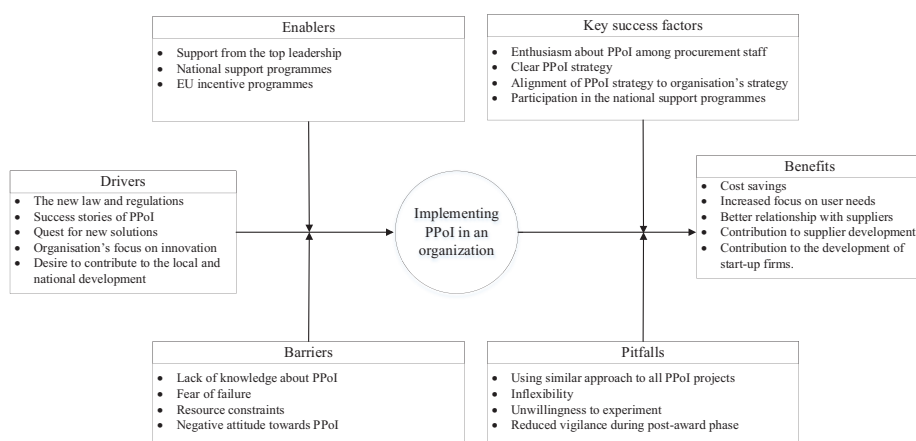 Enablers
• Support from the top leadership
• National support programmes
• EU incentive programmes
Key success factors
• Enthusiasm about PPoI among procurement staff
• Clear PPoI strategy
• Alignment of PPoI strategy to organisation's strategy
• Participation in the national support programmes
Drivers
• The new law and regulations
• Success stories of PPoI
• Quest for new solutions
• Organisation's focus on innovation
• Desire to contribute to the local and
national development
Implementing
PPoI in an
organization
Benefits
• Cost savings
• Increased focus on user needs
• Better relationship with suppliers
• Contribution to supplier development
• Contribution to the development of
start-up firms.
Barriers
• Lack of knowledge about PPoI
• Fear of failure
• Resource constraints
• Negative attitude towards PPoI
Pitfalls
• Using similar approach to all PPoI projects
• Inflexibility
• Unwillingness to experiment
• Reduced vigilance during post-award phase